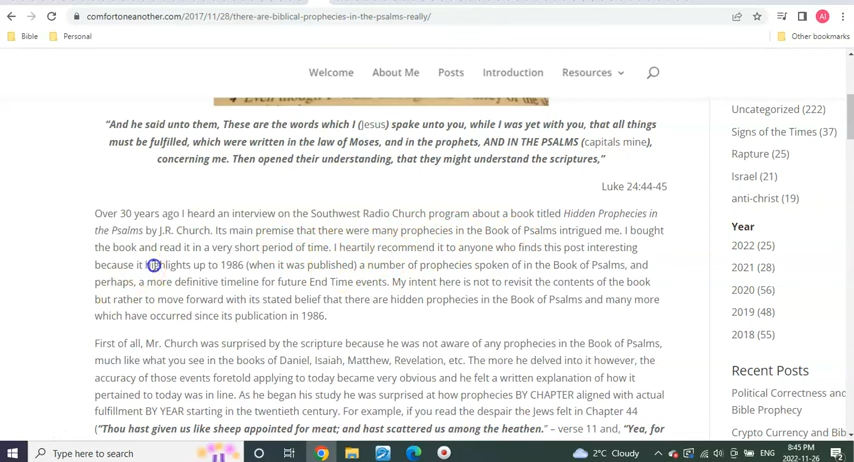 comfortoneanother.com/2017/11/28/there-are-biblical-prophecies-in-the-psalms-really/
AI
Bible
Personal
Other bookmarks
Welcome
About Me
Posts
Introduction
Resources
"And he said unto them, These are the words which I (Jesus) spake unto you, while I was yet with you, that all things
must be fulfilled, which were written in the law of Moses, and in the prophets, AND IN THE PSALMS (capitals mine),
concerning me. Then opened their understanding, that they might understand the scriptures,"
Luke 24:44-45
Over 30 years ago I heard an interview on the Southwest Radio Church program about a book titled Hidden Prophecies in
the Psalms by J.R. Church. Its main premise that there were many prophecies in the Book of Psalms intrigued me. I bought
the book and read it in a very short period of time. I heartily recommend it to anyone who finds this post interesting
because it highlights up to 1986 (when it was published) a number of prophecies spoken of in the Book of Psalms, and
perhaps, a more definitive timeline for future End Time events. My intent here is not to revisit the contents of the book
but rather to move forward with its stated belief that there are hidden prophecies in the Book of Psalms and many more
which have occurred since its publication in 1986.
First of all, Mr. Church was surprised by the scripture because he was not aware of any prophecies in the Book of Psalms,
much like what you see in the books of Daniel, Isaiah, Matthew, Revelation, etc. The more he delved into it however, the
accuracy of those events foretold applying to today became very obvious and he felt a written explanation of how it
pertained to today was in line. As he began his study he was surprised at how prophecies BY CHAPTER aligned with actual
fulfillment BY YEAR starting in the twentieth century. For example, if you read the despair the Jews felt in Chapter 44
("Thou hast given us like sheep appointed for meat; and hast scattered us among the heathen." – verse 11 and, "Yea, for
Uncategorized (222)
Signs of the Times (37)
Rapture (25)
Israel (21)
anti-christ (19)
Year
2022 (25)
2021 (28)
2020 (56)
2019 (48)
2018 (55)
Recent Posts
Political Correctness and
Bible Prophecy
Crypto Currency and Bib
Type here to search
2°C Cloudy
8:45 PM
2022-11-26
2